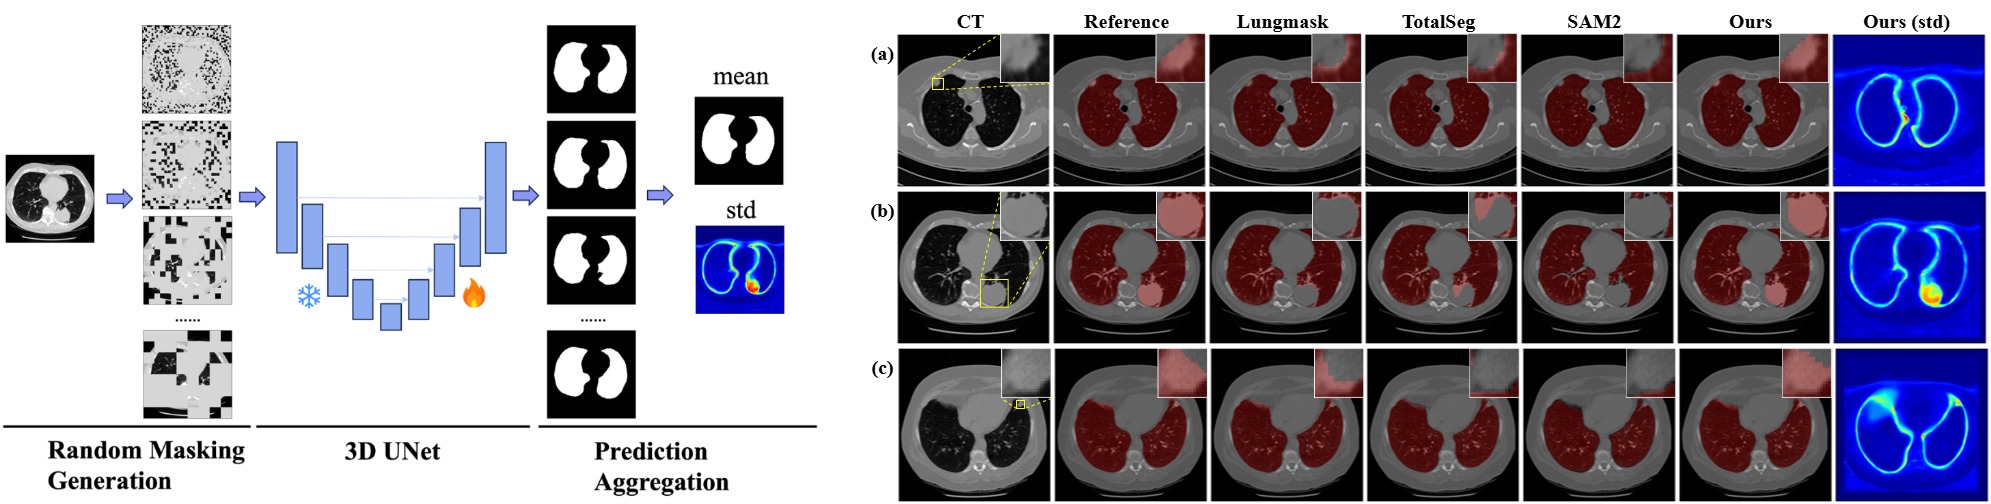 mean
std
......
......
Random Masking
Generation
3D UNet
Prediction
Aggregation
CT Reference Lungmask TotalSeg SAM2 Ours Ours (std)
(a)
(b)
(c)